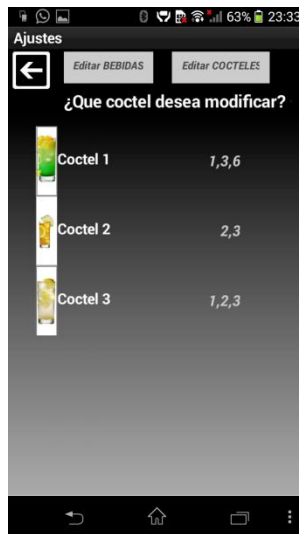 63% 23:33
Ajustes
Editar BEBIDAS Editar COCTELES
¿Que coctel desea modificar?
Coctel 1 1,3,6
Coctel 2 2,3
Coctel 3 1,2,3